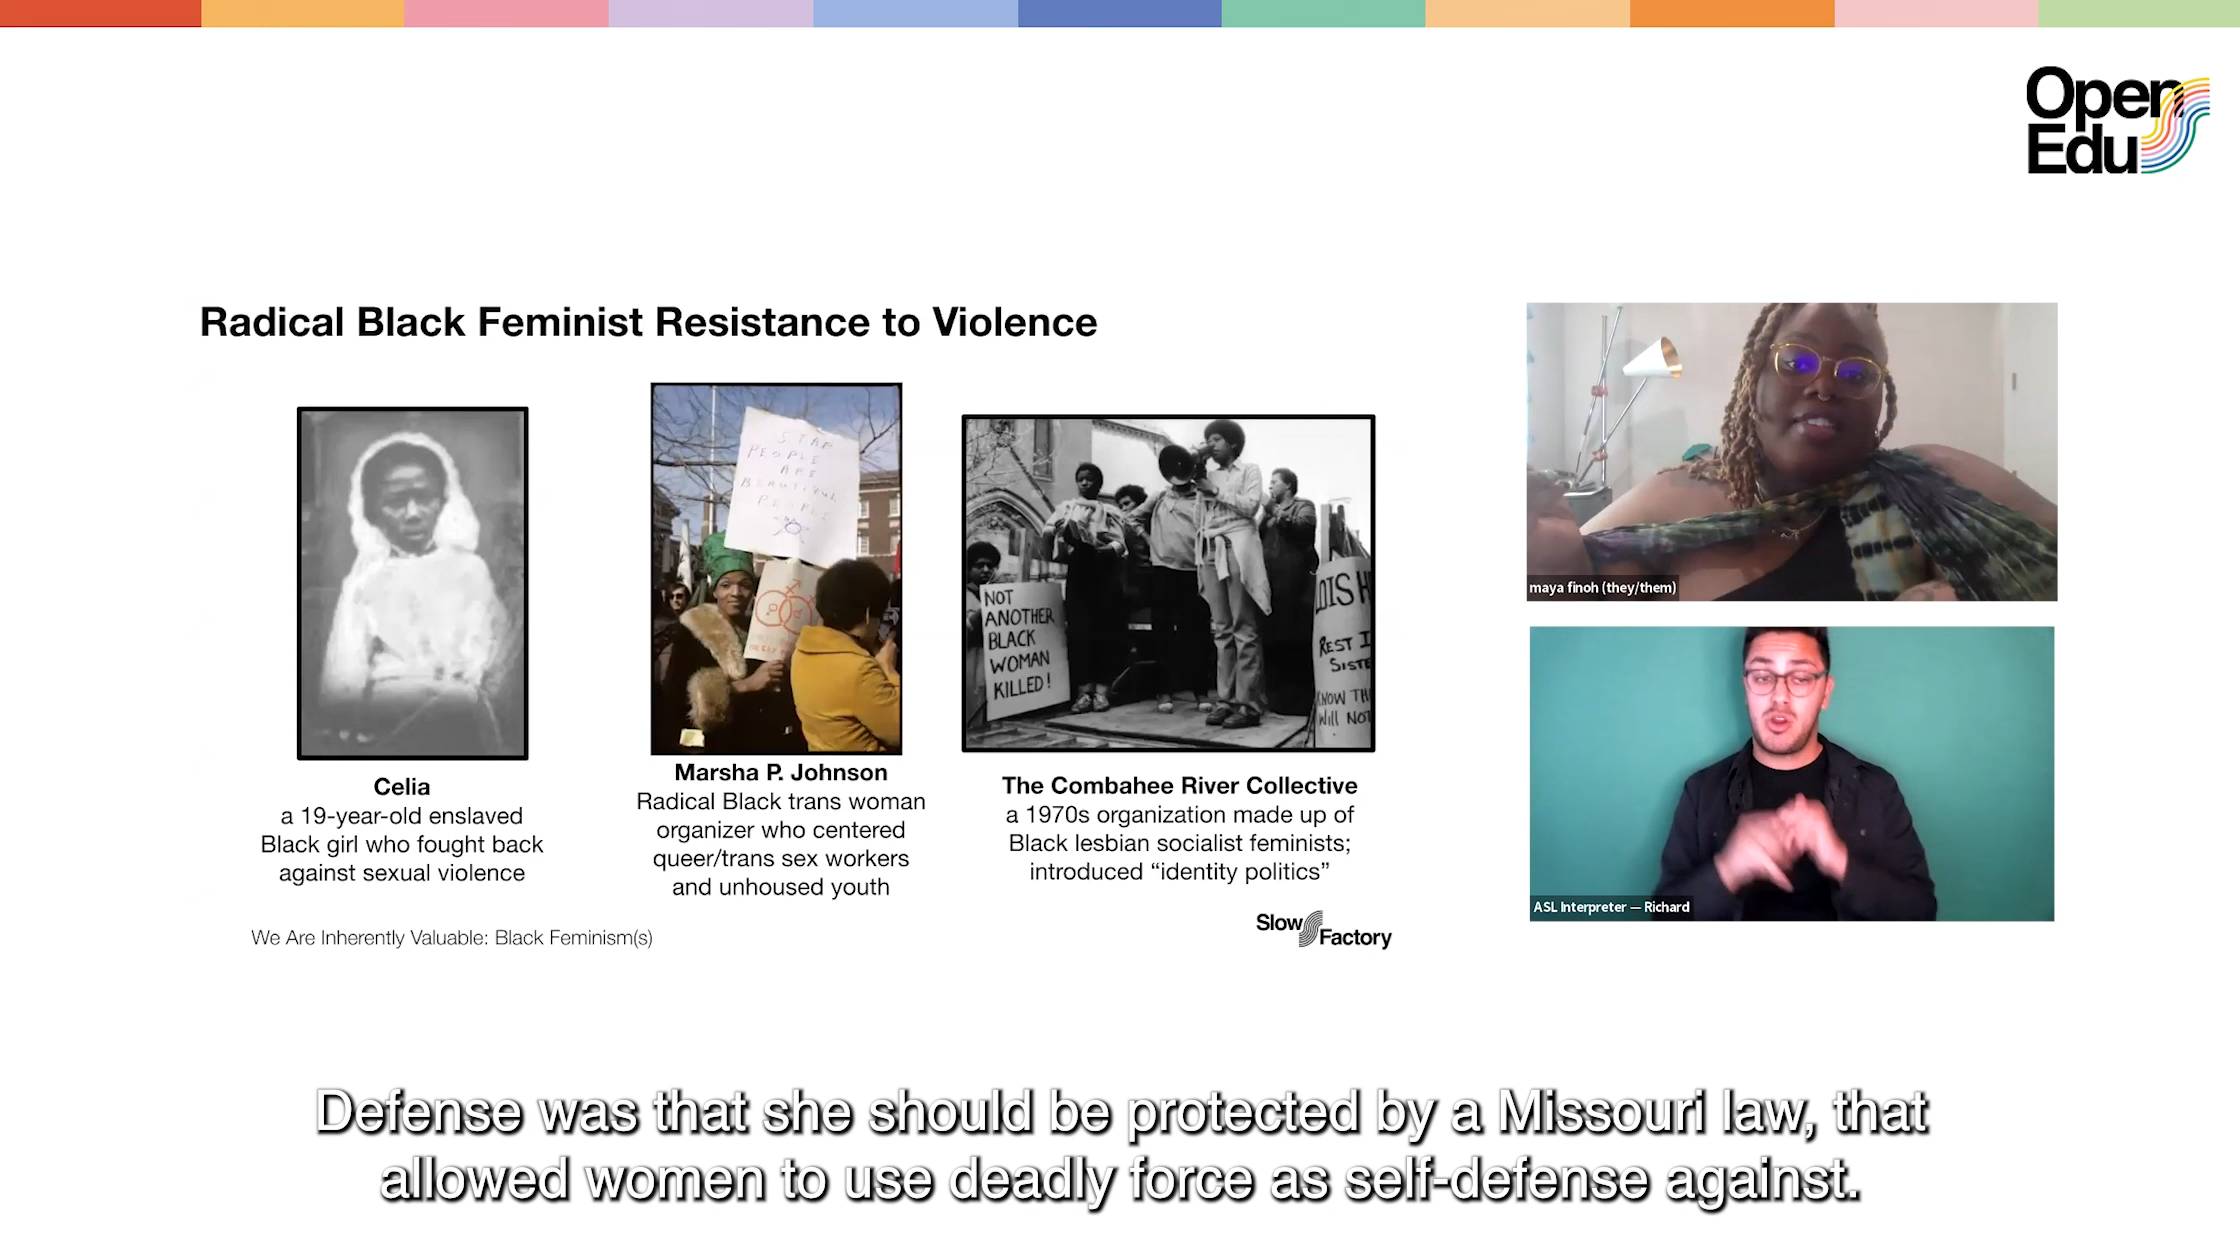 Open
Edu
Radical Black Feminist Resistance to Violence
STAR
PEOPLE
ARE
BEAUTIFUL
PEOPLE
NOT
ANOTHER
BLACK
WOMAN
KILLED!
REST
KNOW
WILL
Celia
a 19-year-old enslaved
Black girl who fought back
against sexual violence
Marsha P. Johnson
Radical Black trans woman
organizer who centered
queer/trans sex workers
and unhoused youth
The Combahee River Collective
a 1970s organization made up of
Black lesbian socialist feminists;
introduced “identity politics”
We Are Inherently Valuable: Black Feminism(s)
Slow
Factory
maya finoh (they/them)
ASL Interpreter — Richard
Defense was that she should be protected by a Missouri law, that
allowed women to use deadly force as self-defense against.